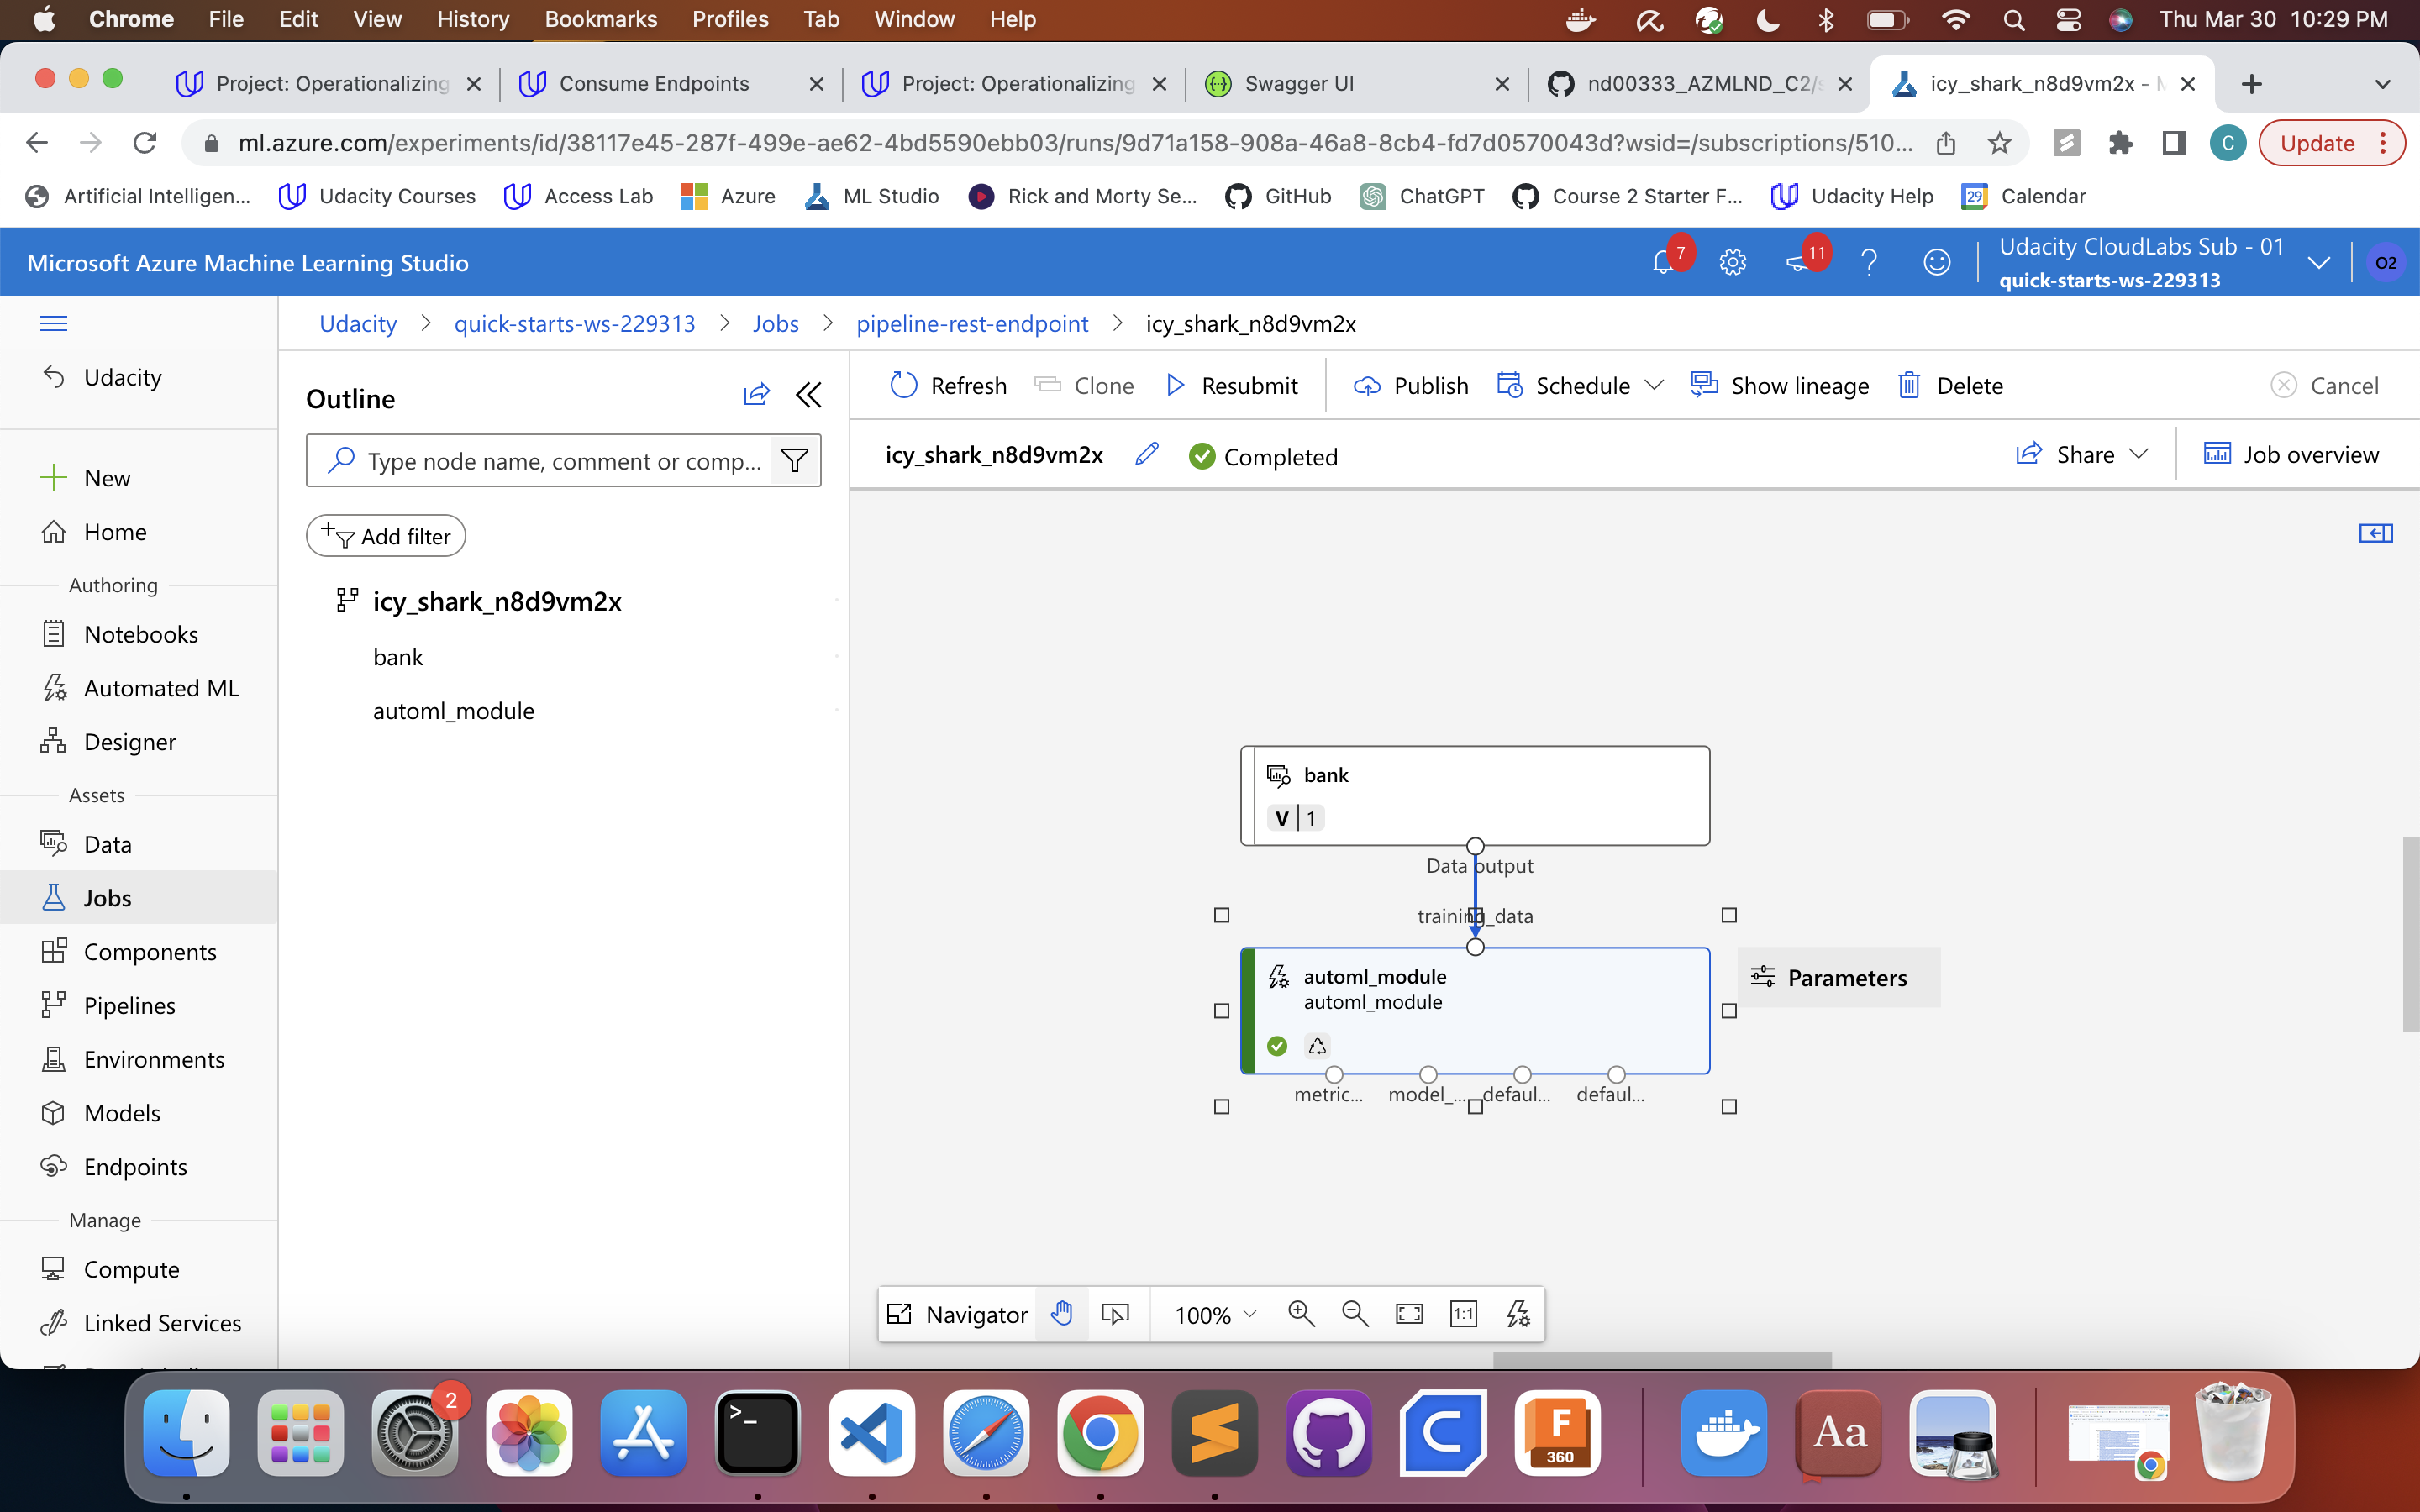 Chrome File Edit View History Bookmarks Profiles Tab Window Help Thu Mar 30 10:29 PM
Project: Operationalizing Consume Endpoints Project: Operationalizing Swagger UI nd00333_AZMLND_C2/s icy_shark_n8d9vm2x - M
ml.azure.com/experiments/id/38117e45-287f-499e-ae62-4bd5590ebb03/runs/9d71a158-908a-46a8-8cb4-fd7d0570043d?wsid=/subscriptions/510... C Update
Artificial Intelligen... Udacity Courses Access Lab Azure ML Studio Rick and Morty Se... GitHub ChatGPT Course 2 Starter F... Udacity Help 29 Calendar
Microsoft Azure Machine Learning Studio 7 11 Udacity CloudLabs Sub - 01
quick-starts-ws-229313
O2
Udacity > quick-starts-ws-229313 > Jobs > pipeline-rest-endpoint > icy_shark_n8d9vm2x
Udacity
New
Home
Authoring
Notebooks
Automated ML
Designer
Assets
Data
Jobs
Components
Pipelines
Environments
Models
Endpoints
Manage
Compute
Linked Services
Outline
Type node name, comment or comp...
Add filter
icy_shark_n8d9vm2x
bank
automl_module
Refresh Clone Resubmit Publish Schedule Show lineage Delete Cancel
icy_shark_n8d9vm2x Completed Share Job overview
bank
V 1
Data output
training_data
automl_module
automl_module
Parameters
metric... model_... defaul... defaul...
Navigator 100% 1:1
2
>_
F
360
Aa